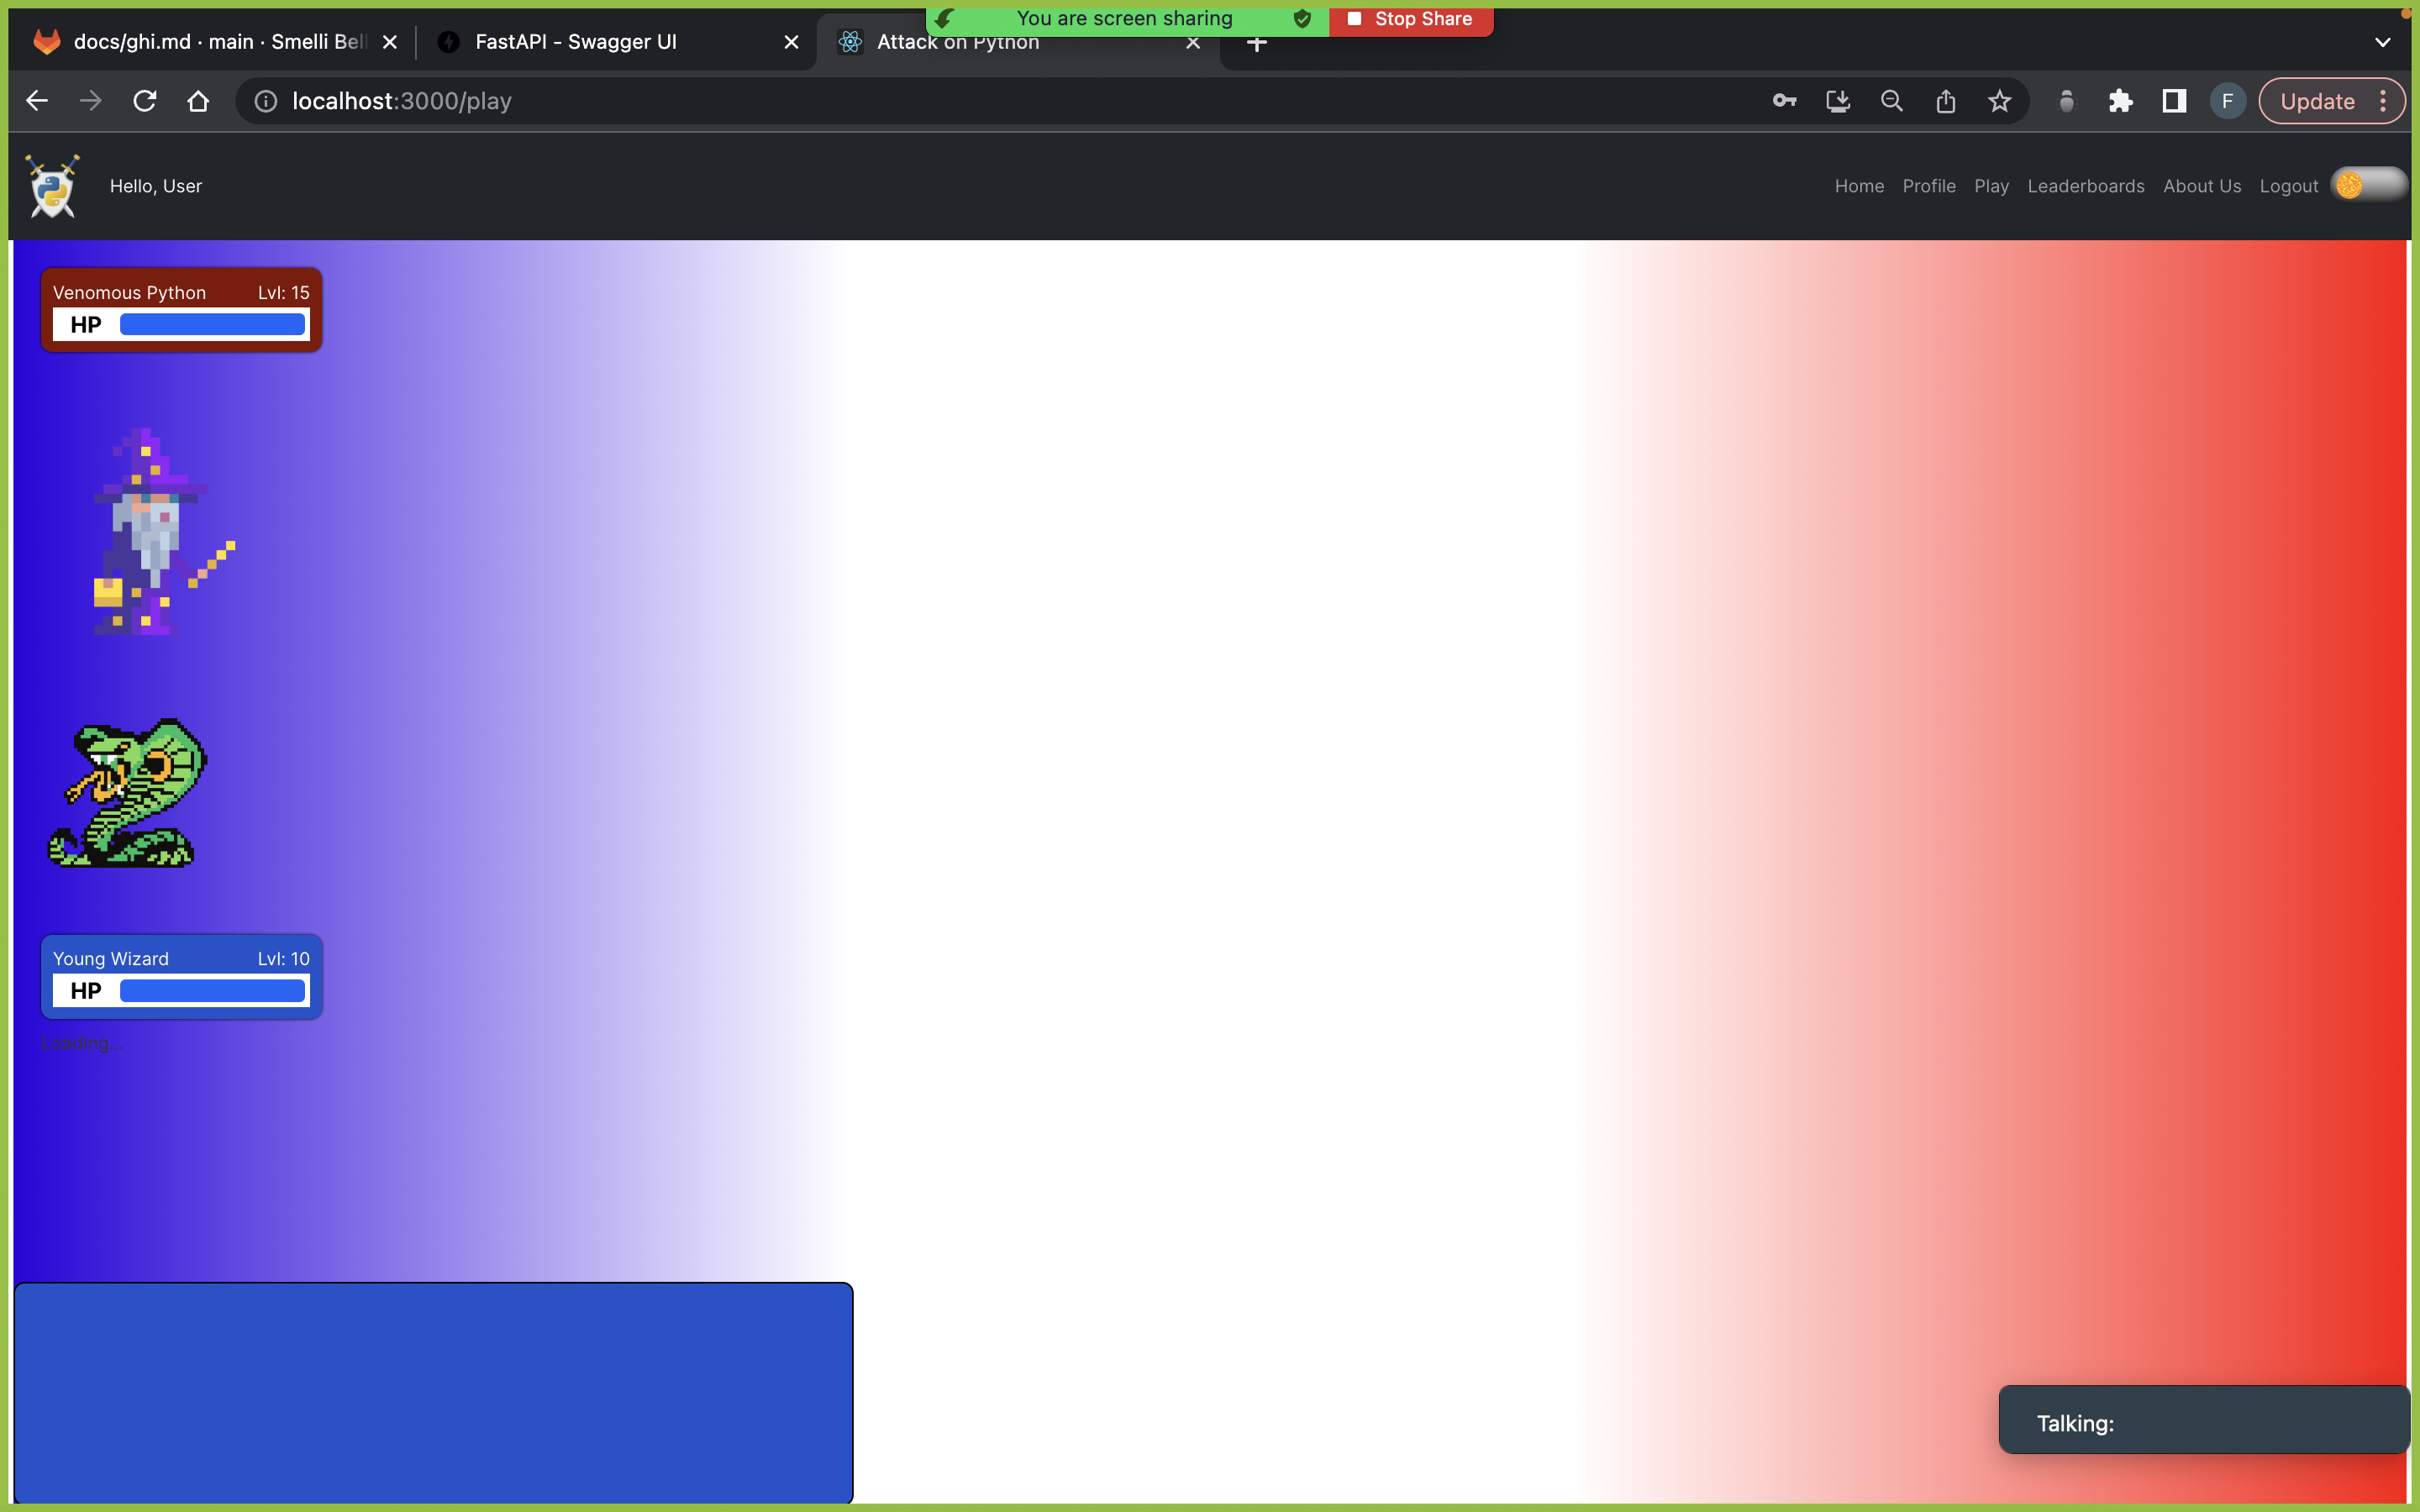 You are screen sharing Stop Share
docs/ghi.md · main · Smelli Bell FastAPI - Swagger UI Attack on Python
localhost:3000/play F Update
Hello, User Home Profile Play Leaderboards About Us Logout
Venomous Python Lvl: 15
HP
Young Wizard Lvl: 10
HP
Loading...
Talking: